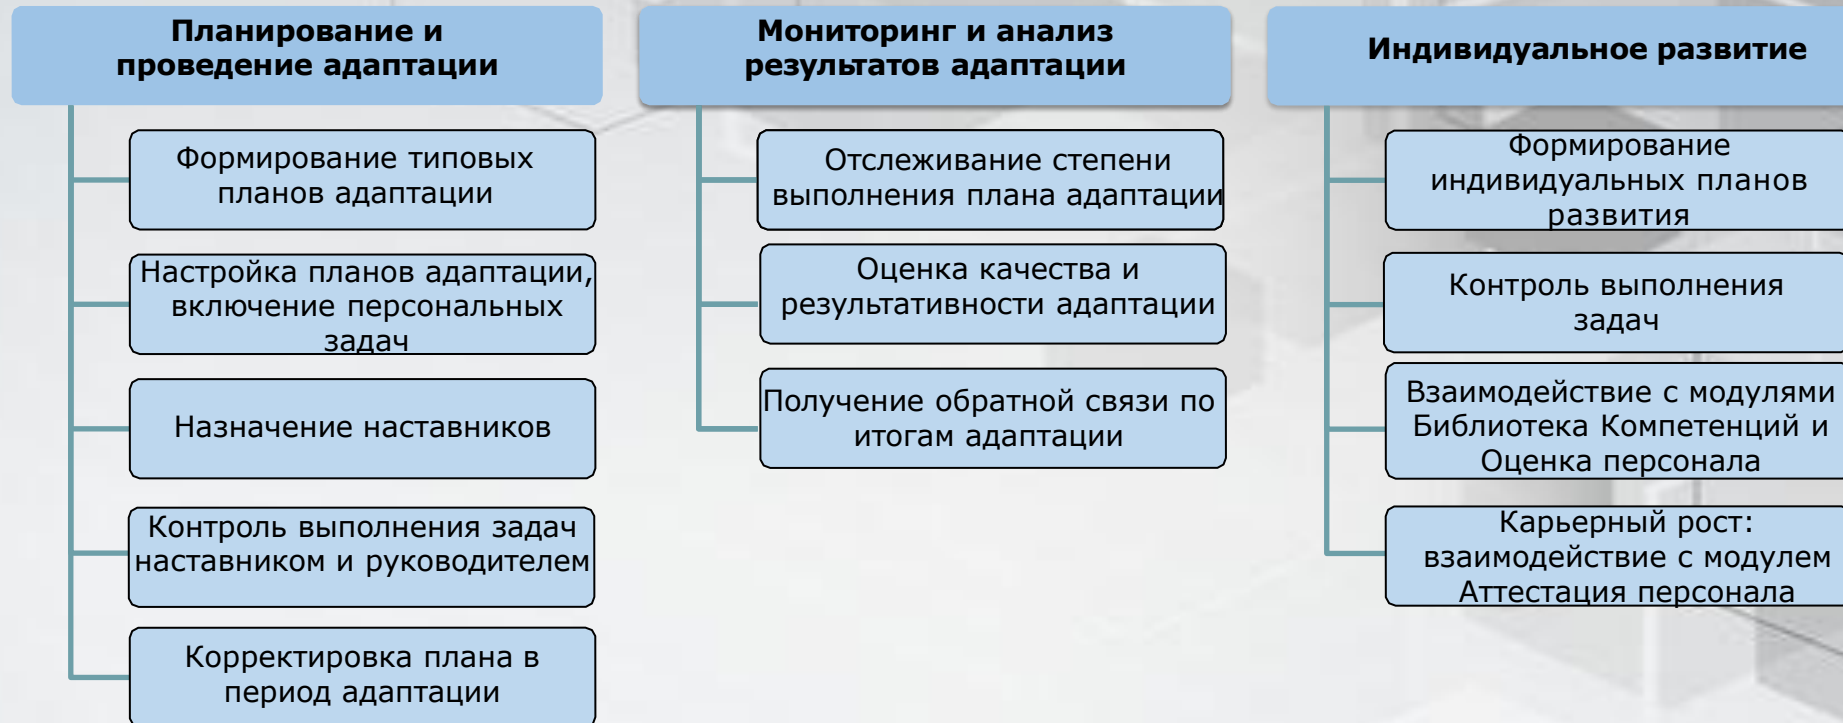 Планирование и
проведение адаптации
Формирование типовых
планов адаптации
Настройка планов адаптации,
включение персональных
задач
Назначение наставников
Контроль выполнения задач
наставником и руководителем
Корректировка плана в
период адаптации
Мониторинг и анализ
результатов адаптации
Отслеживание степени
выполнения плана адаптации
Оценка качества и
результативности адаптации
Получение обратной связи по
итогам адаптации
Индивидуальное развитие
Формирование
индивидуальных планов
развития
Контроль выполнения
задач
Взаимодействие с модулями
Библиотека Компетенций и
Оценка персонала
Карьерный рост:
взаимодействие с модулем
Аттестация персонала